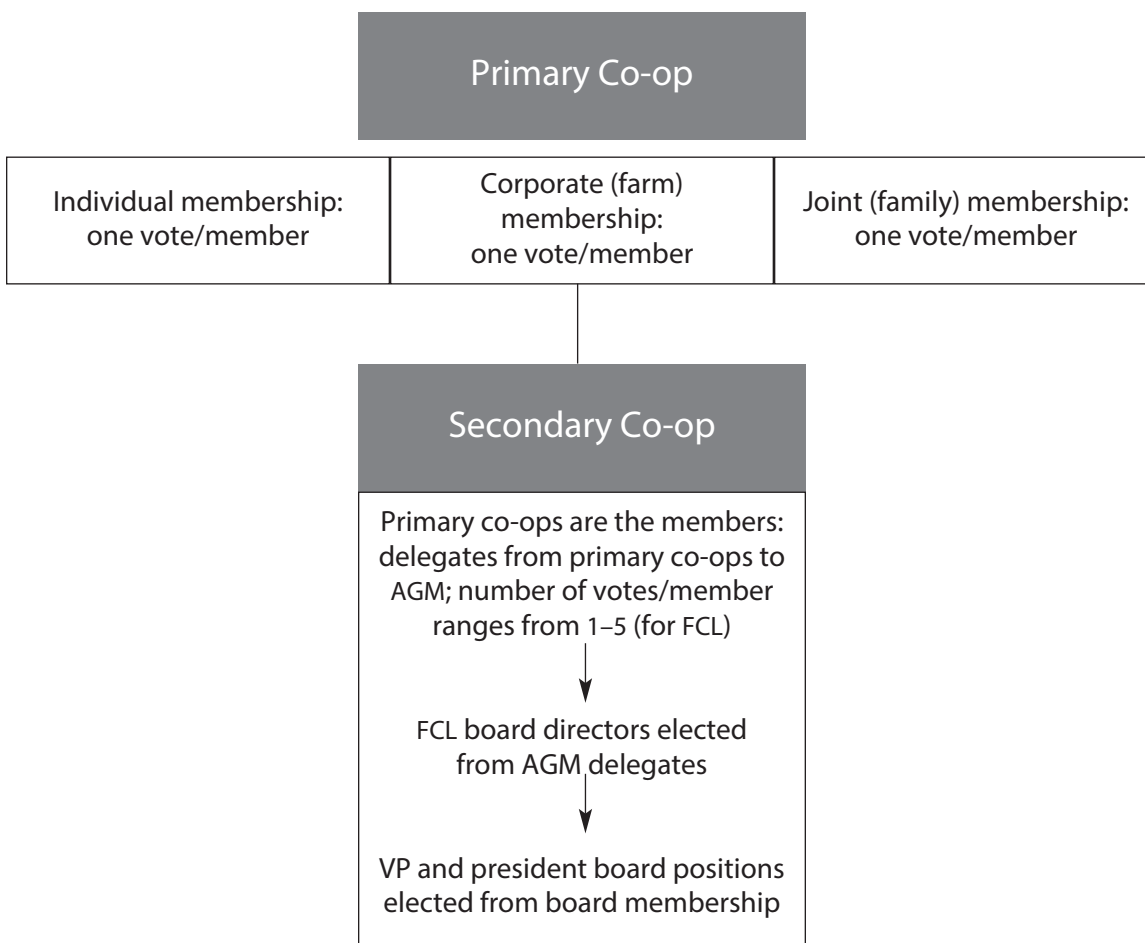 Primary Co-op
Individual membership:
one vote/member
Corporate (farm)
membership:
one vote/member
Joint (family) membership:
one vote/member
Secondary Co-op
Primary co-ops are the members:
delegates from primary co-ops to
AGM; number of votes/member
ranges from 1–5 (for FCL)
FCL board directors elected
from AGM delegates
VP and president board positions
elected from board membership